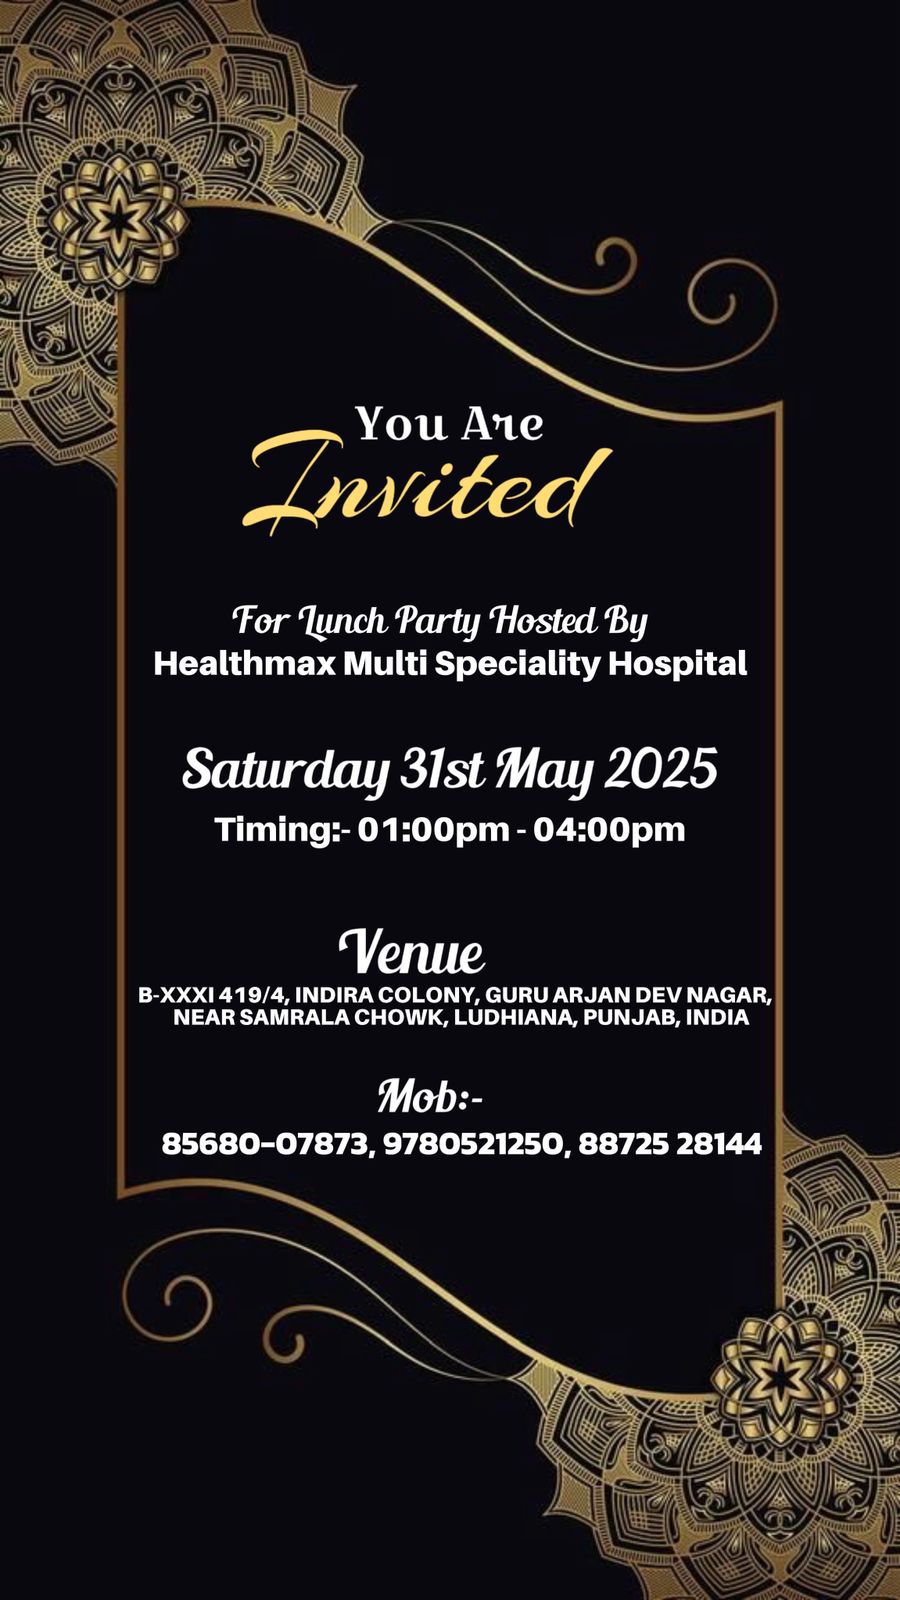 You Are
Invited
For Lunch Party Hosted By
Healthmax Multi Speciality Hospital
Saturday 31st May 2025
Timing:- 01:00pm - 04:00pm
Venue
B-XXXI 419/4, INDIRA COLONY, GURU ARJAN DEV NAGAR,
NEAR SAMRALA CHOWK, LUDHIANA, PUNJAB, INDIA
Mob:-
85680-07873, 9780521250, 88725 28144